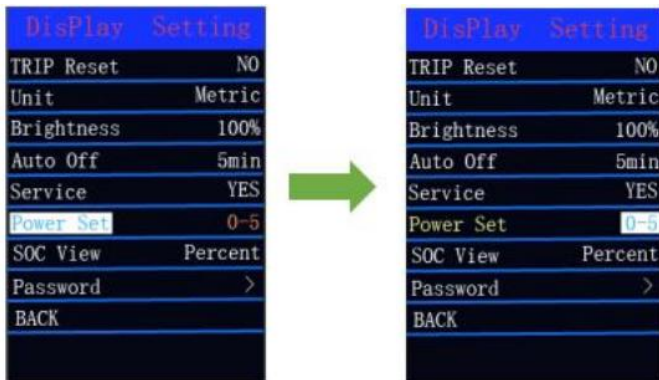 DisPlay Setting
TRIP Reset NO
Unit Metric
Brightness 100%
Auto Off 5min
Service YES
Power Set 0-5
SOC View Percent
Password >
BACK
DisPlay Setting
TRIP Reset NO
Unit Metric
Brightness 100%
Auto Off 5min
Service YES
Power Set 0-5
SOC View Percent
Password >
BACK